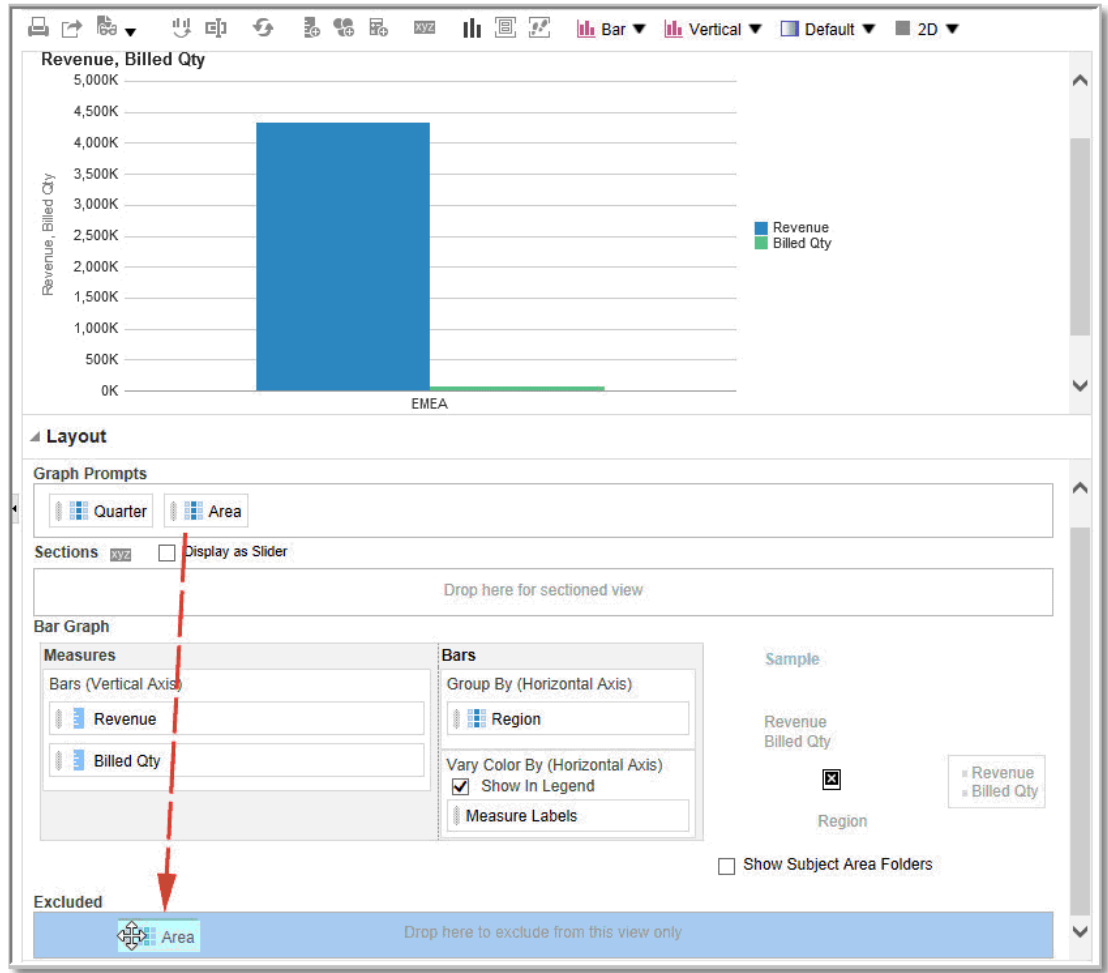 xyz Bar Vertical Default 2D
Revenue, Billed Qty
5,000K
4,500K
4,000K
3,500K
3,000K
2,500K
2,000K
1,500K
1,000K
500K
0K
Revenue, Billed Qty
EMEA
Revenue
Billed Qty
Layout
Graph Prompts
Quarter Area
Sections xyz Display as Slider
Drop here for sectioned view
Bar Graph
Measures
Bars (Vertical Axis)
Revenue
Billed Qty
Bars
Group By (Horizontal Axis)
Region
Vary Color By (Horizontal Axis)
Show In Legend
Measure Labels
Sample
Revenue
Billed Qty
Revenue
Billed Qty
Region
Show Subject Area Folders
Excluded
Area Drop here to exclude from this view only